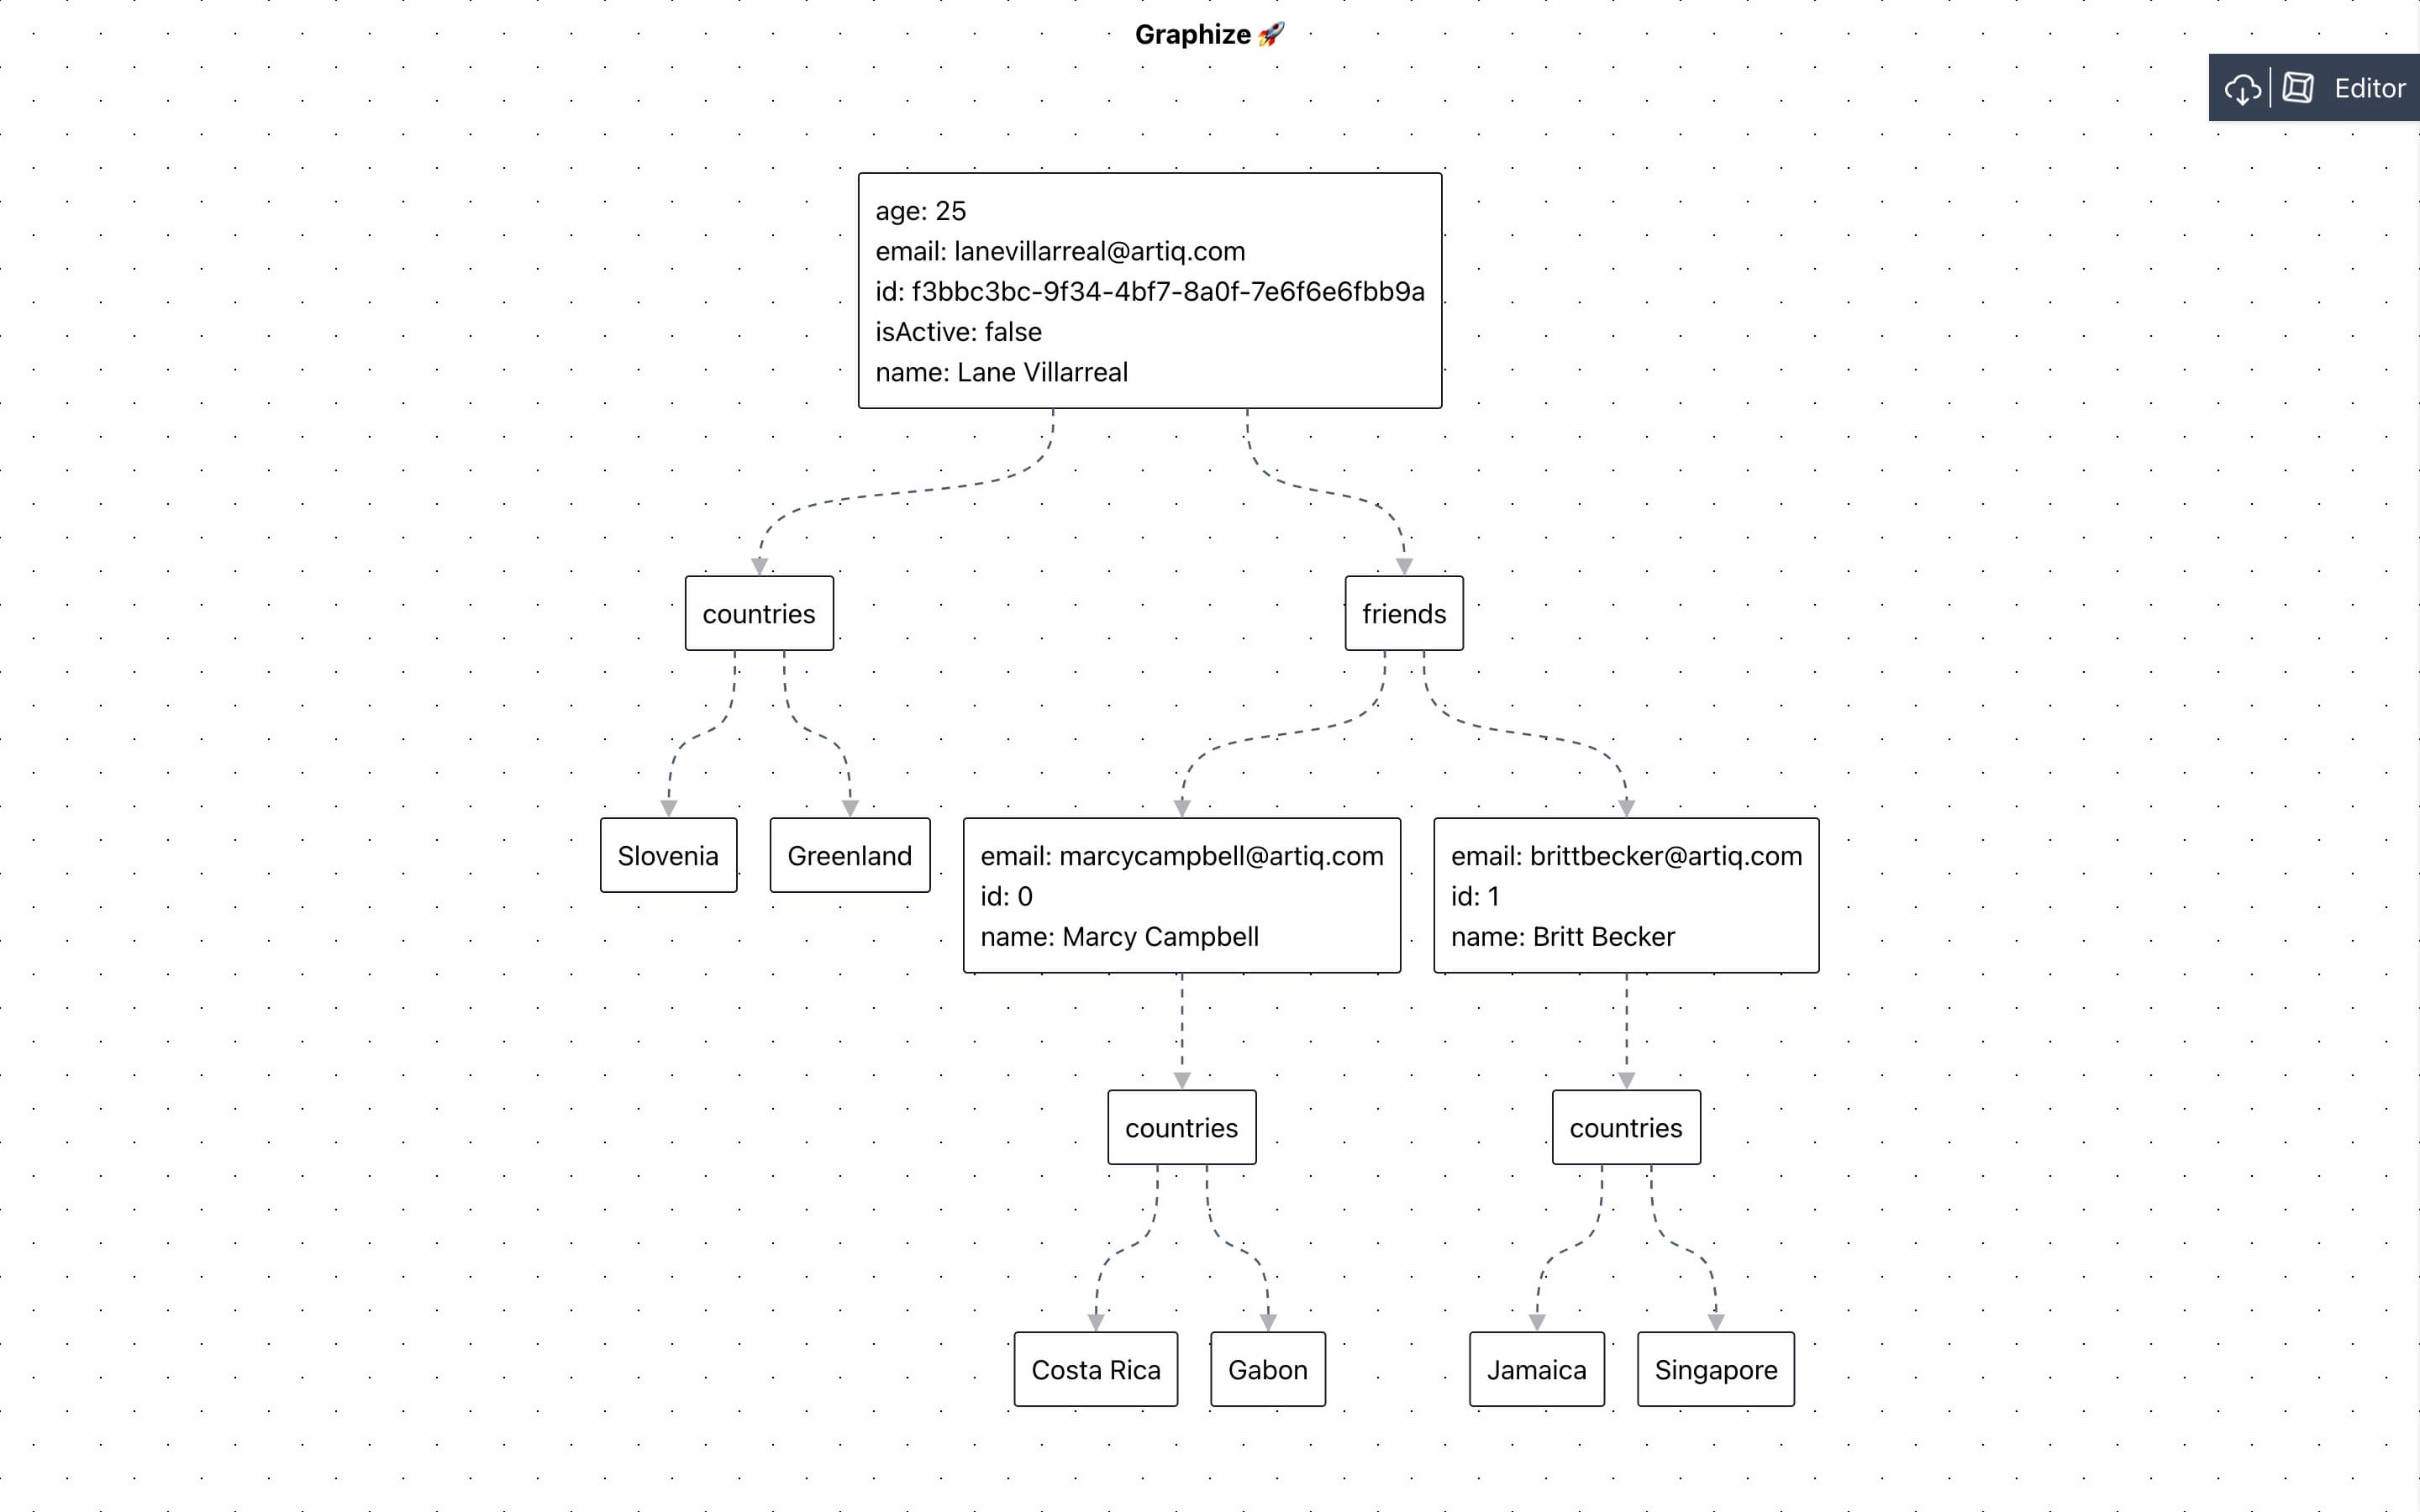 Graphize 🚀
Editor
age: 25
email: lanevillarreal@artiq.com
id: f3bbc3bc-9f34-4bf7-8a0f-7e6f6e6fbb9a
isActive: false
name: Lane Villarreal
countries
friends
Slovenia
Greenland
email: marcycampbell@artiq.com
id: 0
name: Marcy Campbell
email: brittbecker@artiq.com
id: 1
name: Britt Becker
countries
countries
Costa Rica
Gabon
Jamaica
Singapore